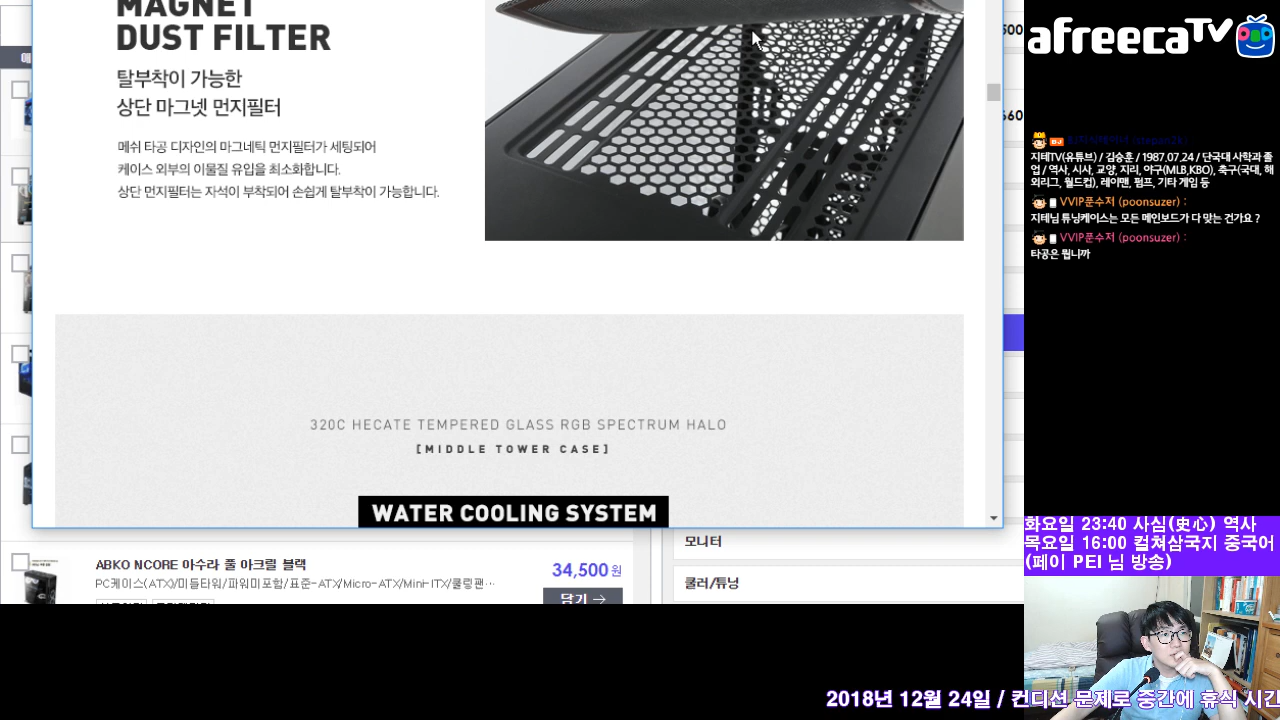 MAGNET
DUST FILTER
탈부착이 가능한
상단 마그넷 먼지필터
메쉬 타공 디자인의 마그네틱 먼지필터가 세팅되어
케이스 외부의 이물질 유입을 최소화합니다.
상단 먼지필터는 자석이 부착되어 손쉽게 탈부착이 가능합니다.
320C HECATE TEMPERED GLASS RGB SPECTRUM HALO
[MIDDLE TOWER CASE]
WATER COOLING SYSTEM
ABKO NCORE 아수라 풀 아크릴 블랙
PC케이스(ATX)/미들타워/파워미포함/표준-ATX/Micro-ATX/Mini-ITX/쿨링팬…
34,500원
담기 →
모니터
쿨러/튜닝
afreecaTV
BJ
지테TV(유튜브) / 김승훈 / 1987.07.24 / 단국대 사학과 졸
업 / 역사, 시사, 교양, 지리, 야구(MLB,KBO), 축구(국대, 해
외리그, 월드컵), 레이맨, 펌프, 기타 게임 등
VVIP푼수저 (poonsuzer) :
지테님 튜닝케이스는 모든 메인보드가 다 맞는 건가요 ?
VVIP푼수저 (poonsuzer) :
타공은 뭡니까
화요일 23:40 사심(史心) 역사
목요일 16:00 컬쳐삼국지 중국어
(페이 PEI 님 방송)
2018년 12월 24일 / 컨디션 문제로 중간에 휴식 시간